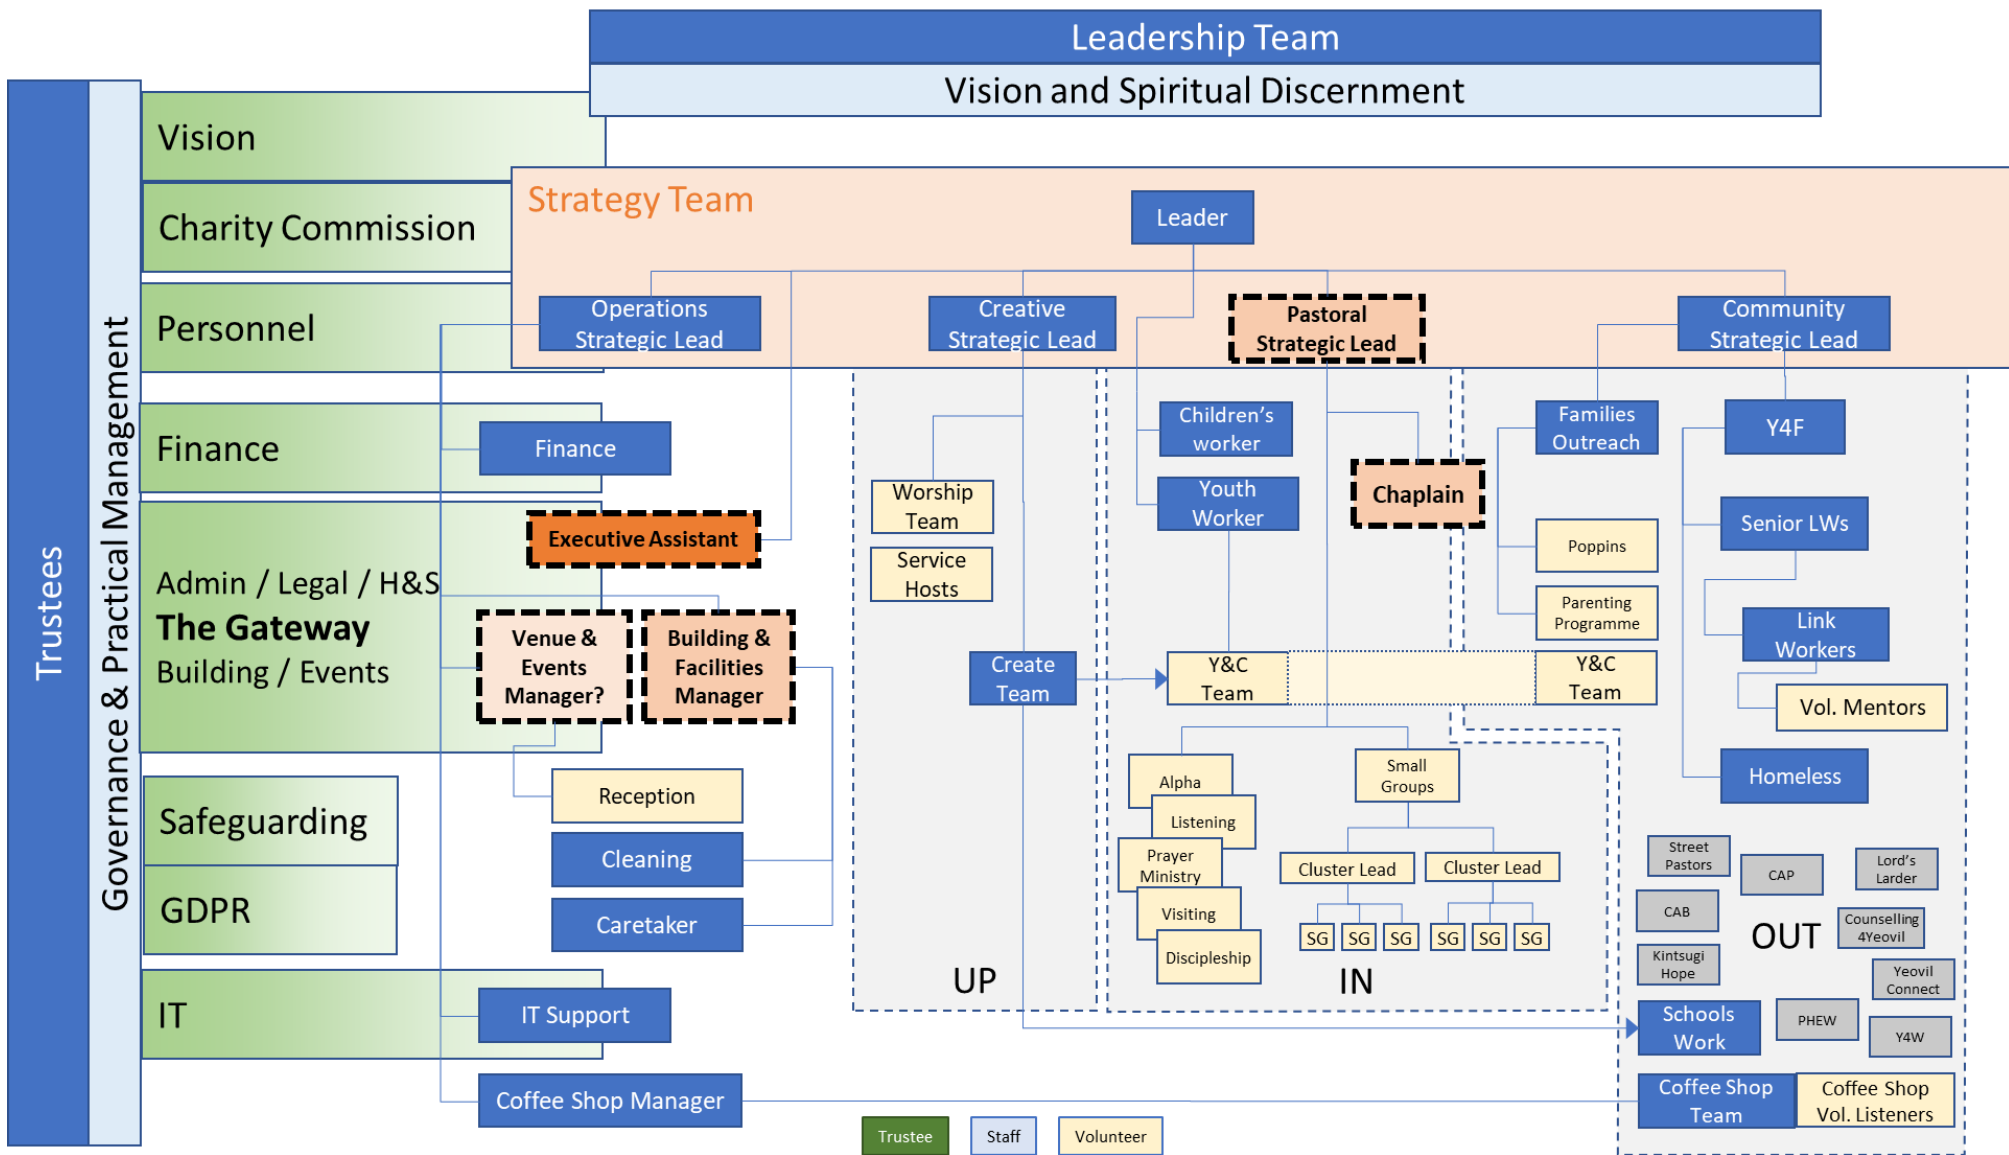 Leadership Team
Vision and Spiritual Discernment
Trustees
Governance & Practical Management
Vision
Charity Commission
Personnel
Finance
Admin / Legal / H&S
The Gateway
Building / Events
Safeguarding
GDPR
IT
Strategy Team
Leader
Operations
Strategic Lead
Creative
Strategic Lead
Pastoral
Strategic Lead
Community
Strategic Lead
Finance
Executive Assistant
Venue &
Events
Manager?
Building &
Facilities
Manager
Reception
Cleaning
Caretaker
IT Support
Coffee Shop Manager
Worship
Team
Service
Hosts
Create
Team
UP
Children's
worker
Youth
Worker
Chaplain
Y&C
Team
Y&C
Team
Alpha
Listening
Prayer
Ministry
Visiting
Discipleship
Small
Groups
Cluster Lead
Cluster Lead
SG
SG
SG
SG
SG
SG
IN
Families
Outreach
Poppins
Parenting
Programme
Y4F
Senior LWs
Link
Workers
Vol. Mentors
Homeless
Street
Pastors
CAP
Lord's
Larder
CAB
OUT
Counselling
4Yeovil
Kintsugi
Hope
Yeovil
Connect
Schools
Work
PHEW
Y4W
Coffee Shop
Team
Coffee Shop
Vol. Listeners
Trustee
Staff
Volunteer